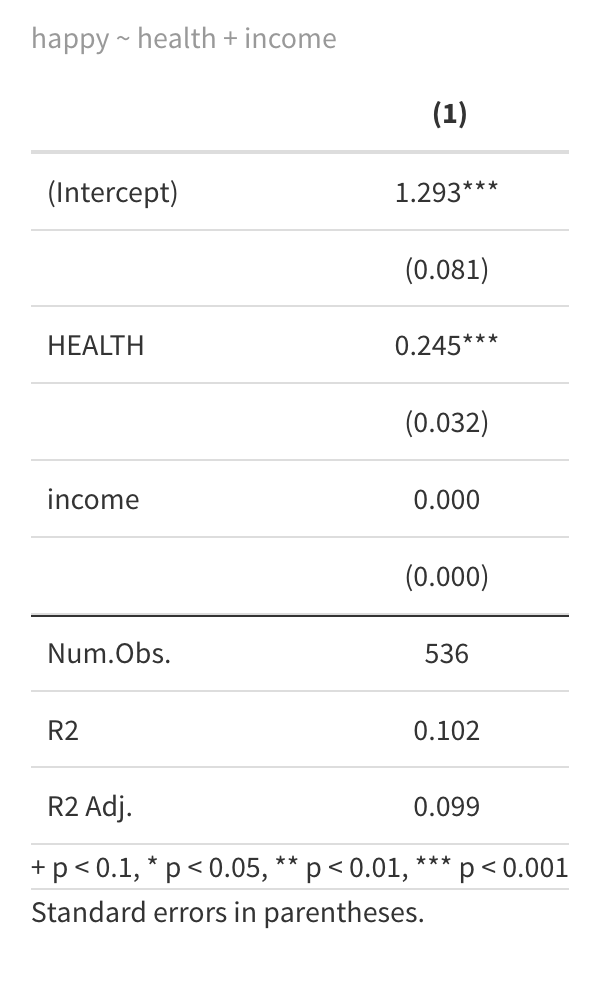 happy ~ health + income
(1)
(Intercept) 1.293***
(0.081)
HEALTH 0.245***
(0.032)
income 0.000
(0.000)
Num.Obs. 536
R2 0.102
R2 Adj. 0.099
+ p < 0.1, * p < 0.05, ** p < 0.01, *** p < 0.001
Standard errors in parentheses.